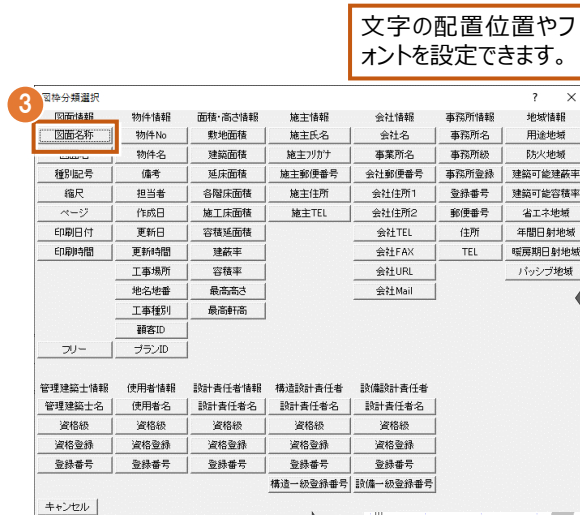 文字の配置位置やフ
ォントを設定できます。
3
図枠分類選択 ? ×
図面情報 物件情報 面積・高さ情報 施主情報 会社情報 事務所情報 地域情報
図面名称 物件No 敷地面積 施主氏名 会社名 事務所名 用途地域
物件名 建築面積 施主フリガナ 事業所名 事務所級 防火地域
種別記号 備考 延床面積 施主郵便番号 会社郵便番号 事務所登録 建築可能建蔽率
縮尺 担当者 各階床面積 施主住所 会社住所1 登録番号 建築可能容積率
ページ 作成日 施工床面積 施主TEL 会社住所2 郵便番号 省エネ地域
印刷日付 更新日 容積延面積 会社TEL 住所 年間日射地域
印刷時間 更新時間 建蔽率 会社FAX TEL 暖房期日射地域
工事場所 容積率 会社URL パッシブ地域
地名地番 最高高さ 会社Mail
工事種別 最高軒高
顧客ID
フリー プランID
管理建築士情報 使用者情報 設計責任者情報 構造設計責任者 設備設計責任者
管理建築士名 使用者名 設計責任者名 設計責任者名 設計責任者名
資格級 資格級 資格級 資格級 資格級
資格登録 資格登録 資格登録 資格登録 資格登録
登録番号 登録番号 登録番号 登録番号 登録番号
構造一級登録番号 設備一級登録番号
キャンセル